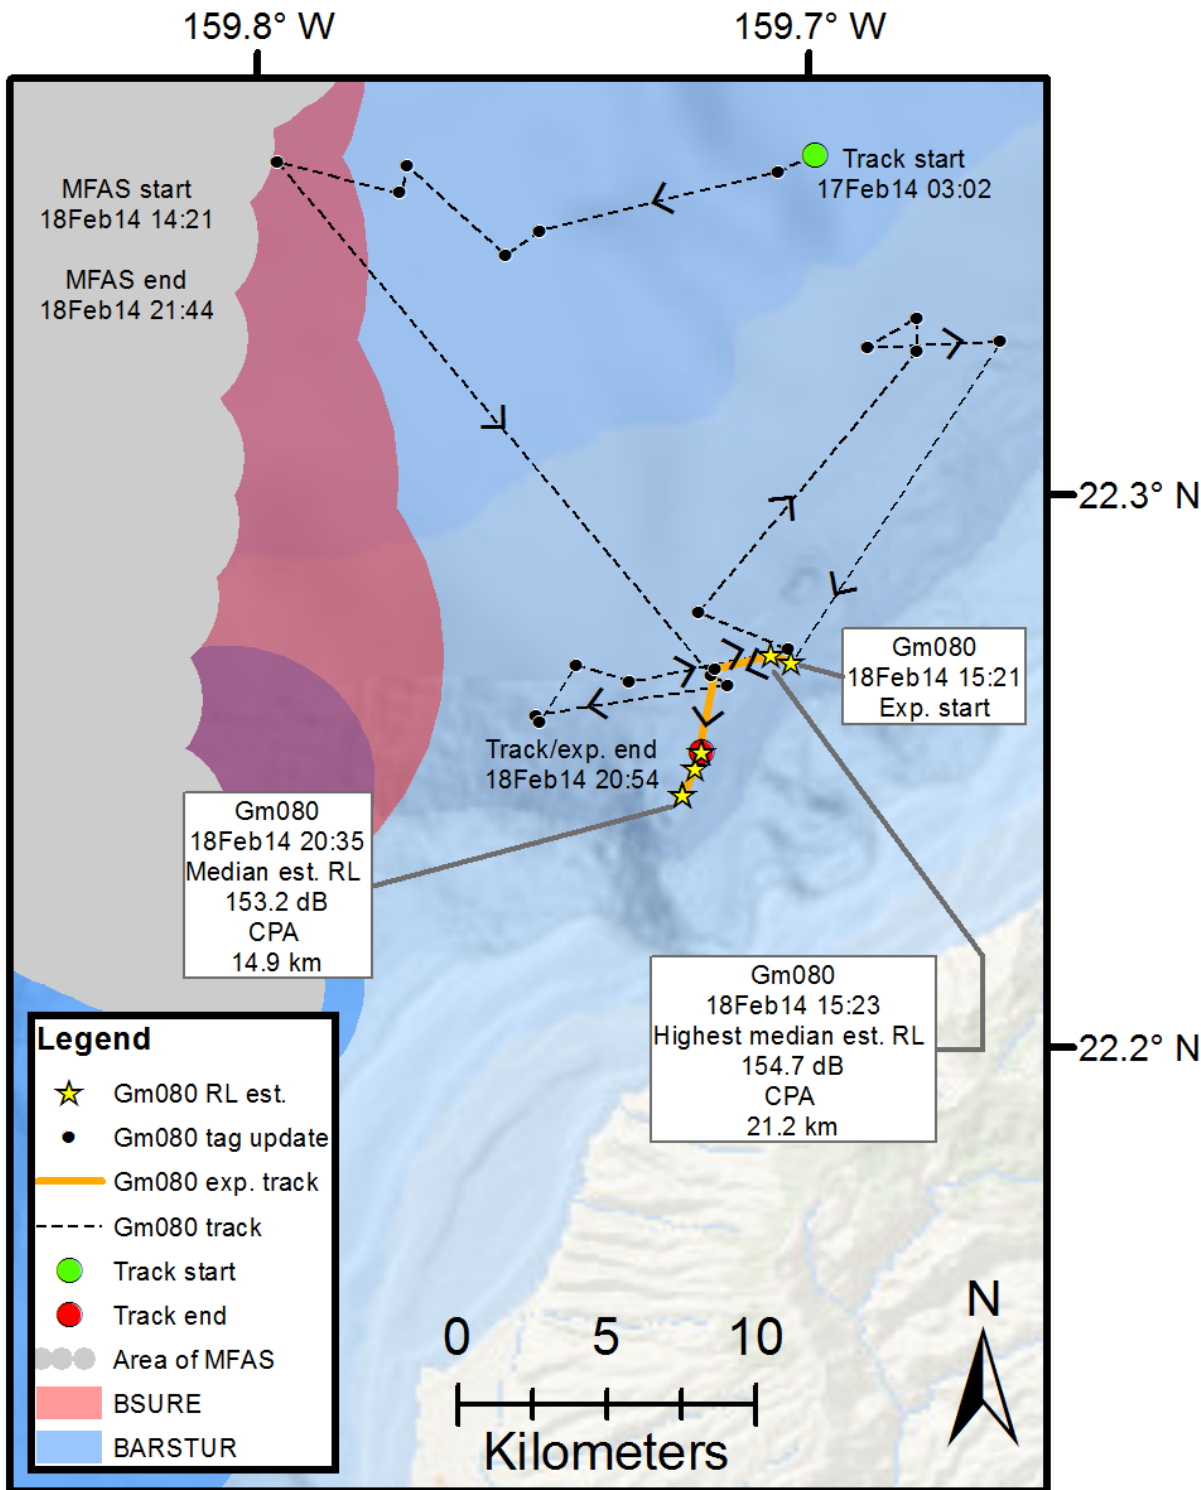 159.8° W
159.7° W
Track start
17Feb14 03:02
MFAS start
18Feb14 14:21
MFAS end
18Feb14 21:44
22.3° N
Gm080
18Feb14 15:21
Exp. start
Track/exp. end
18Feb14 20:54
Gm080
18Feb14 20:35
Median est. RL
153.2 dB
CPA
14.9 km
Gm080
18Feb14 15:23
Highest median est. RL
154.7 dB
CPA
21.2 km
22.2° N
Legend
Gm080 RL est.
Gm080 tag update
Gm080 exp. track
Gm080 track
Track start
Track end
Area of MFAS
BSURE
BARSTUR
0 5 10
Kilometers
N